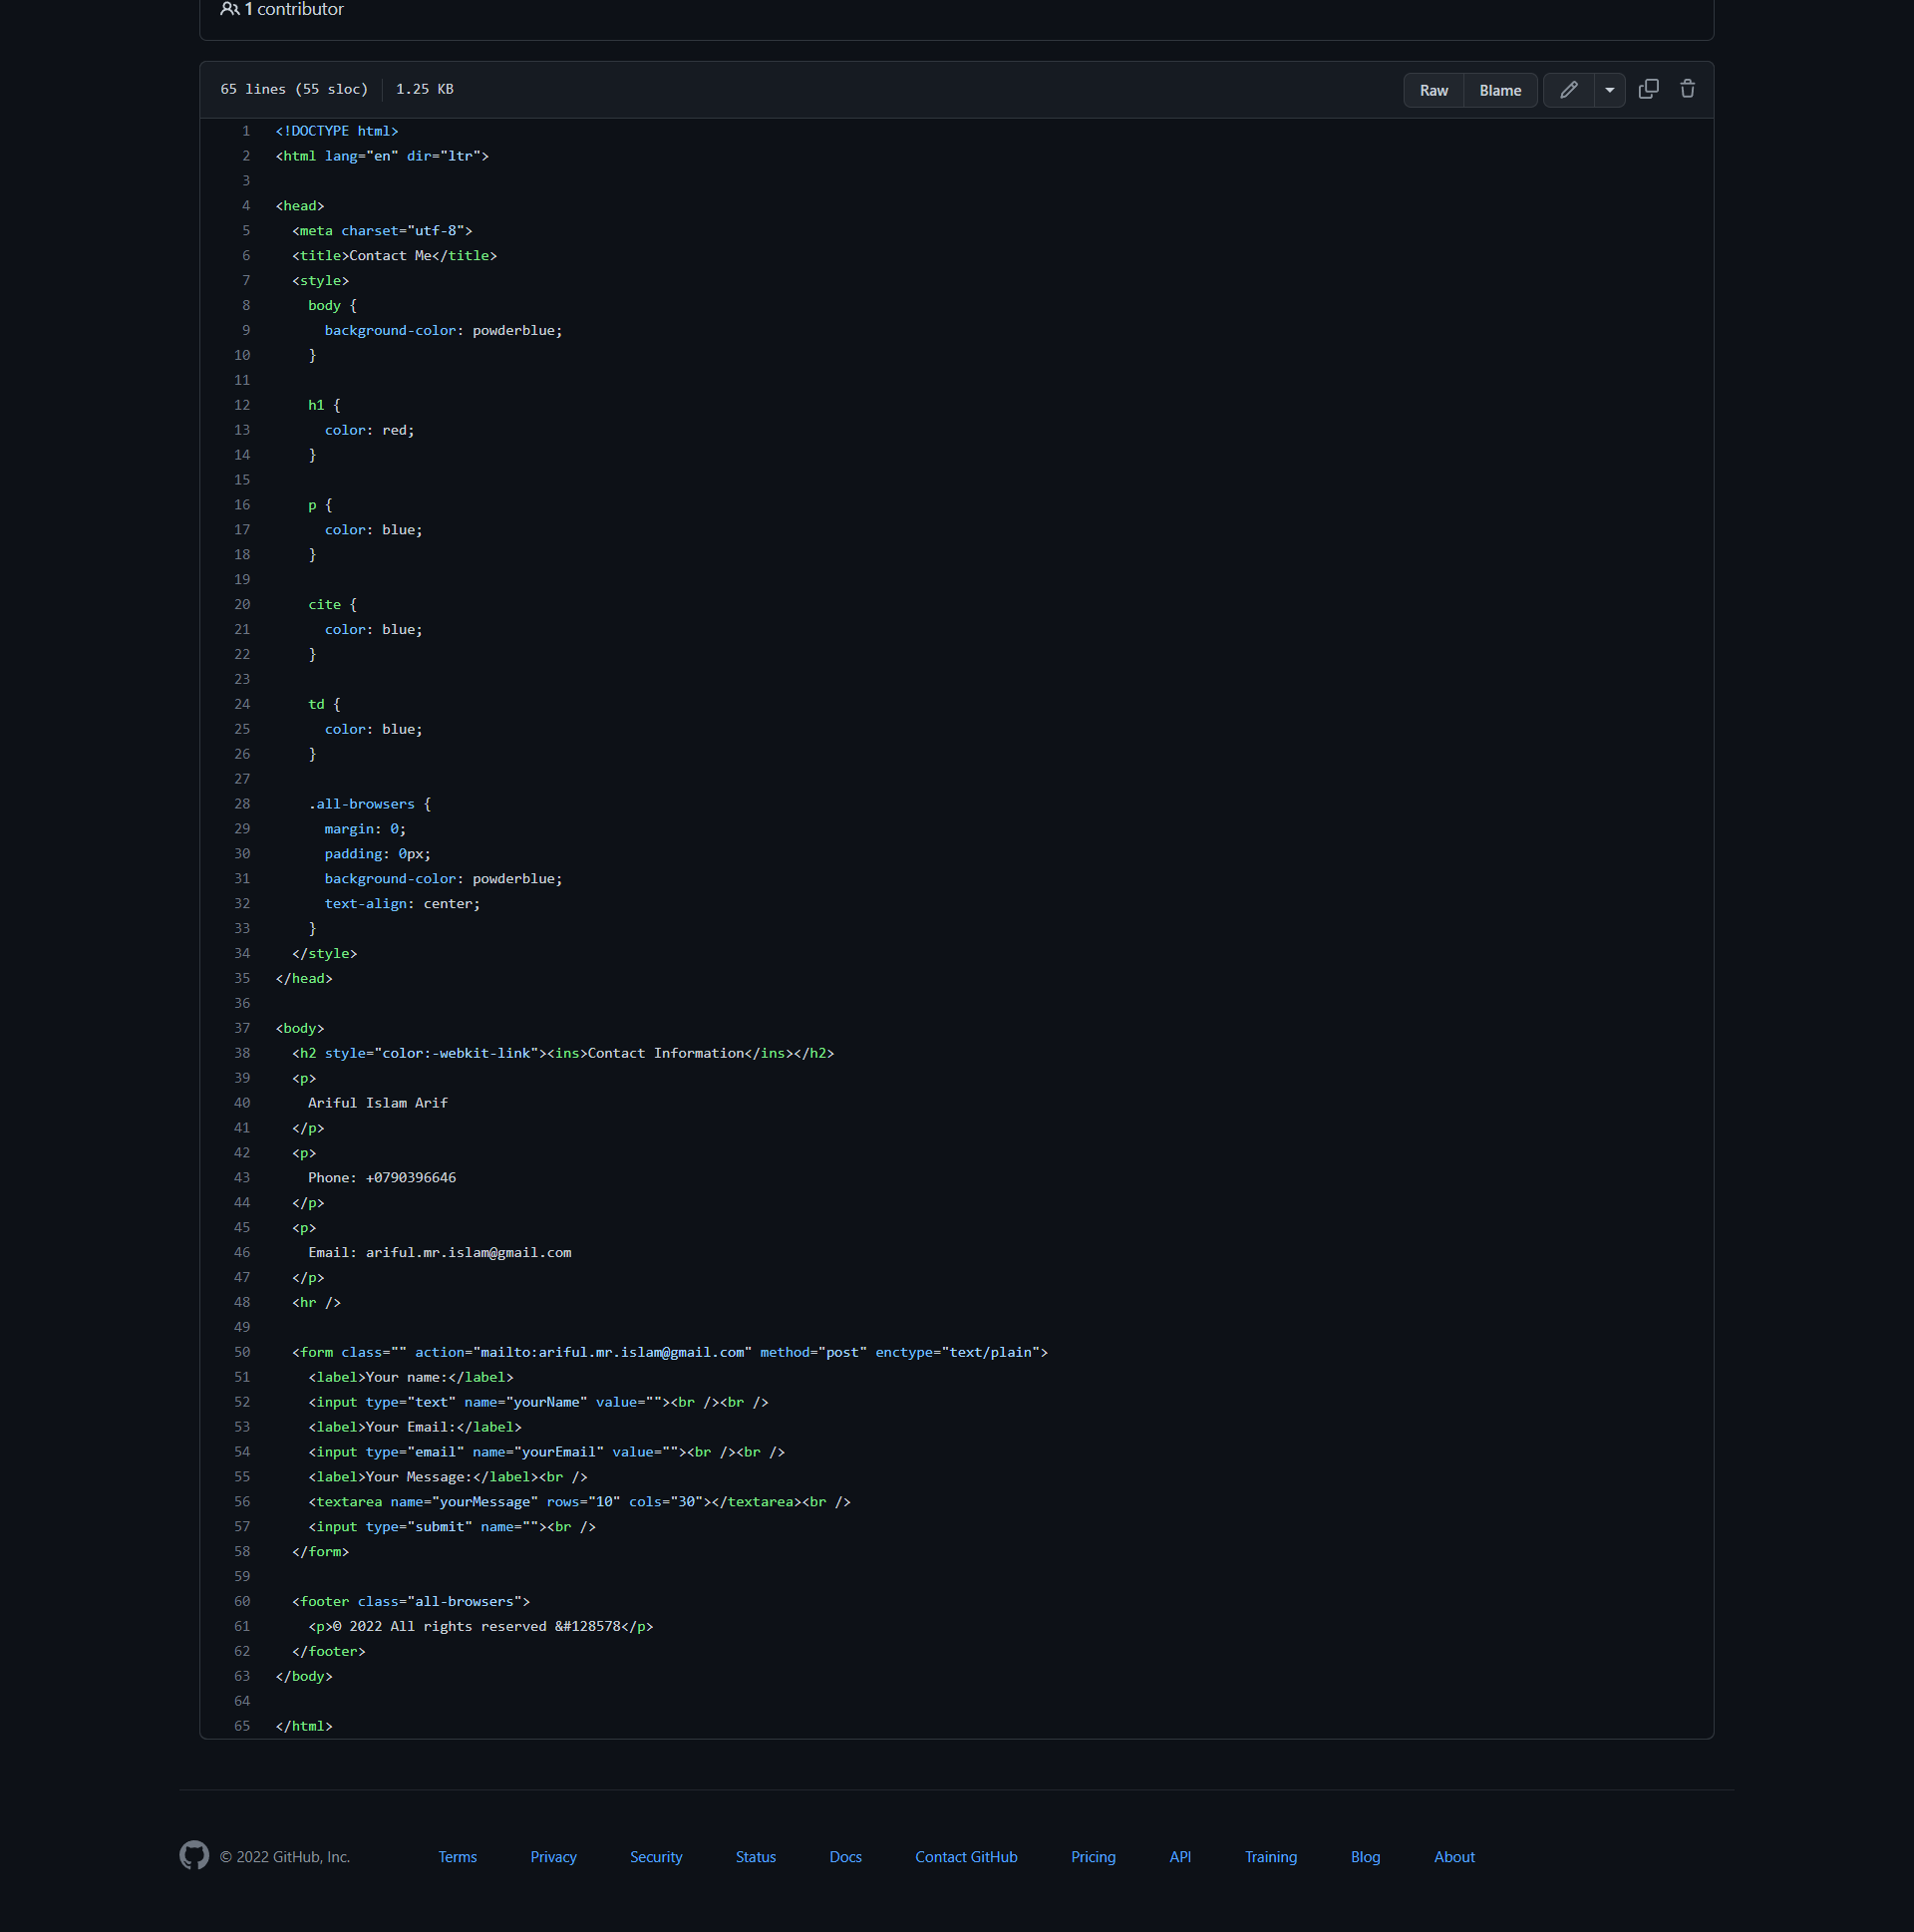 1 contributor
65 lines (55 sloc) 1.25 KB Raw Blame
1 <!DOCTYPE html>
2 <html lang="en" dir="ltr">
3
4 <head>
5   <meta charset="utf-8">
6   <title>Contact Me</title>
7   <style>
8     body {
9       background-color: powderblue;
10     }
11
12     h1 {
13       color: red;
14     }
15
16     p {
17       color: blue;
18     }
19
20     cite {
21       color: blue;
22     }
23
24     td {
25       color: blue;
26     }
27
28     .all-browsers {
29       margin: 0;
30       padding: 0px;
31       background-color: powderblue;
32       text-align: center;
33     }
34   </style>
35 </head>
36
37 <body>
38   <h2 style="color:-webkit-link"><ins>Contact Information</ins></h2>
39   <p>
40     Ariful Islam Arif
41   </p>
42   <p>
43     Phone: +0790396646
44   </p>
45   <p>
46     Email: ariful.mr.islam@gmail.com
47   </p>
48   <hr />
49
50   <form class="" action="mailto:ariful.mr.islam@gmail.com" method="post" enctype="text/plain">
51     <label>Your name:</label>
52     <input type="text" name="yourName" value=""><br /><br />
53     <label>Your Email:</label>
54     <input type="email" name="yourEmail" value=""><br /><br />
55     <label>Your Message:</label><br />
56     <textarea name="yourMessage" rows="10" cols="30"></textarea><br />
57     <input type="submit" name=""><br />
58   </form>
59
60   <footer class="all-browsers">
61     <p>© 2022 All rights reserved &#128578</p>
62   </footer>
63 </body>
64
65 </html>
© 2022 GitHub, Inc. Terms Privacy Security Status Docs Contact GitHub Pricing API Training Blog About